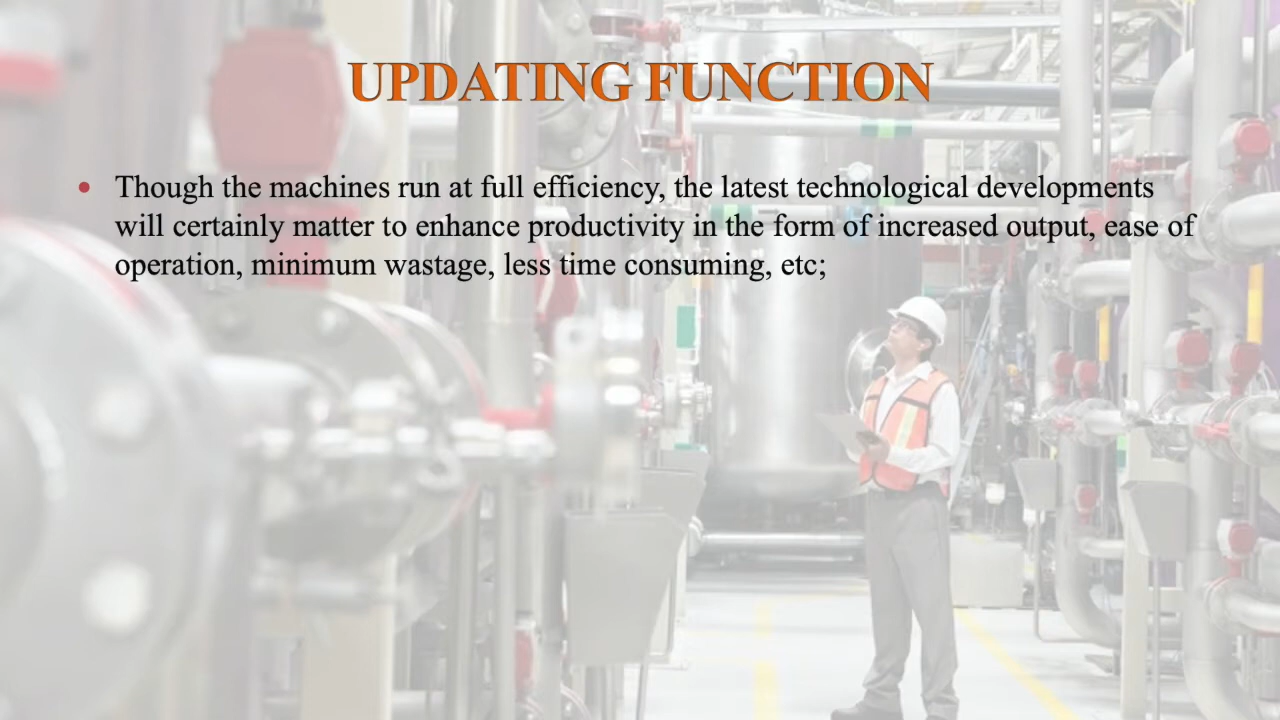 UPDATING FUNCTION
• Though the machines run at full efficiency, the latest technological developments
will certainly matter to enhance productivity in the form of increased output, ease of
operation, minimum wastage, less time consuming, etc;